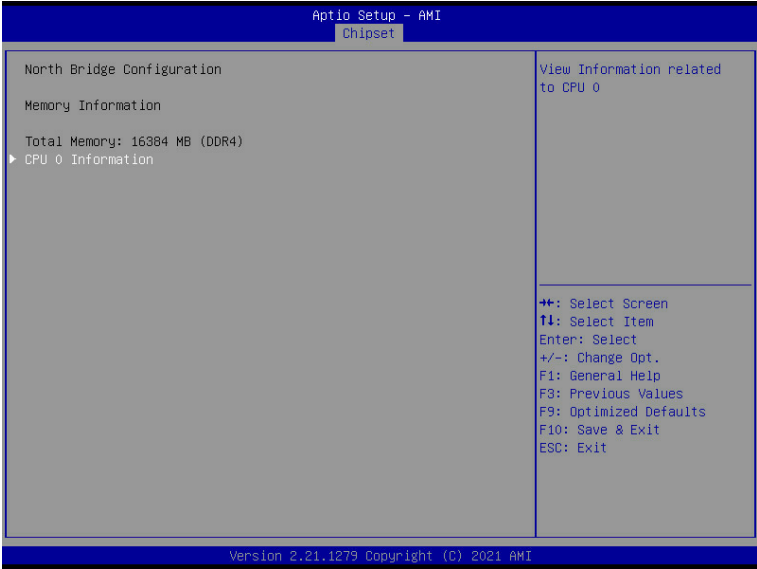 Aptio Setup – AMI
Chipset
North Bridge Configuration
Memory Information
Total Memory: 16384 MB (DDR4)
► CPU 0 Information
View Information related
to CPU 0
→←: Select Screen
↑↓: Select Item
Enter: Select
+/-: Change Opt.
F1: General Help
F3: Previous Values
F9: Optimized Defaults
F10: Save & Exit
ESC: Exit
Version 2.21.1279 Copyright (C) 2021 AMI